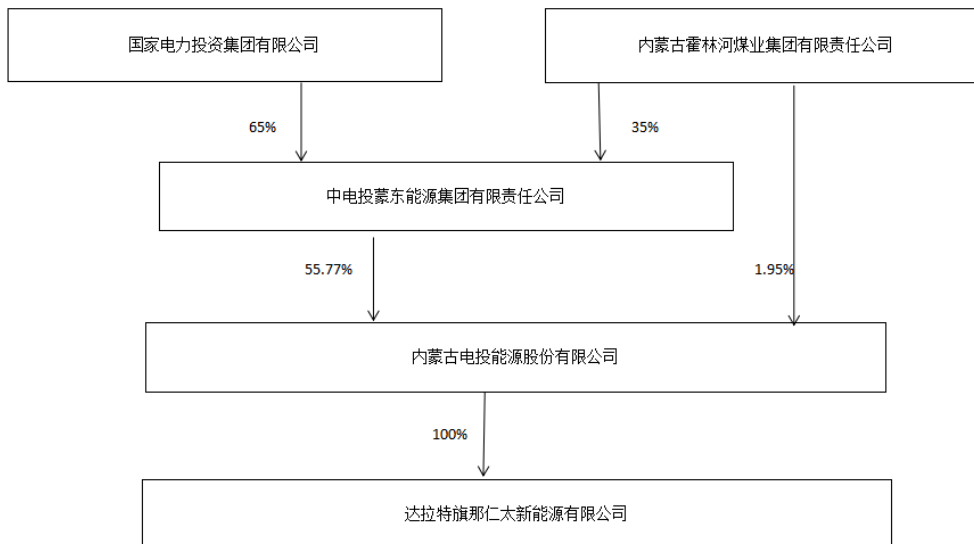 国家电力投资集团有限公司
内蒙古霍林河煤业集团有限责任公司
65%
35%
中电投蒙东能源集团有限责任公司
55.77%
1.95%
内蒙古电投能源股份有限公司
100%
达拉特旗那仁太新能源有限公司